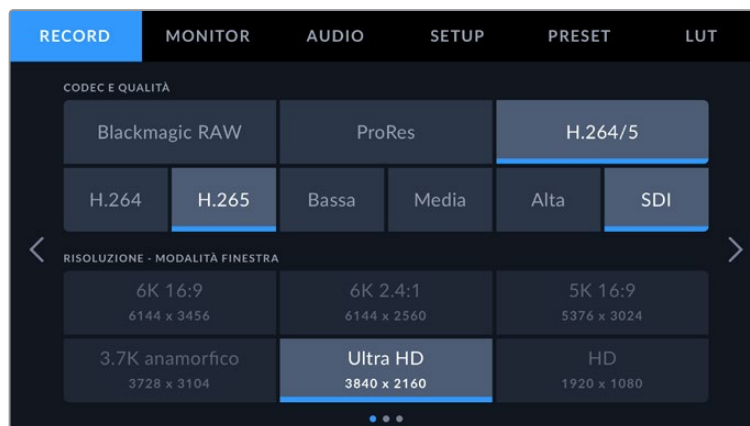 RECORD MONITOR AUDIO SETUP PRESET LUT
CODEC E QUALITÀ
Blackmagic RAW ProRes H.264/5
H.264 H.265 Bassa Media Alta SDI
RISOLUZIONE - MODALITÀ FINESTRA
6K 16:9 6K 2.4:1 5K 16:9
6144 x 3456 6144 x 2560 5376 x 3024
3.7K anamorfico Ultra HD HD
3728 x 3104 3840 x 2160 1920 x 1080